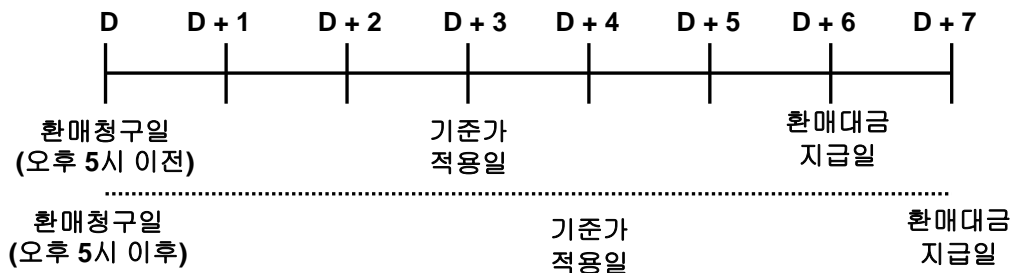 D D + 1 D + 2 D + 3 D + 4 D + 5 D + 6 D + 7
환매청구일 기준가 환매대금
(오후 5시 이전) 적용일 지급일
환매청구일 기준가 환매대금
(오후 5시 이후) 적용일 지급일